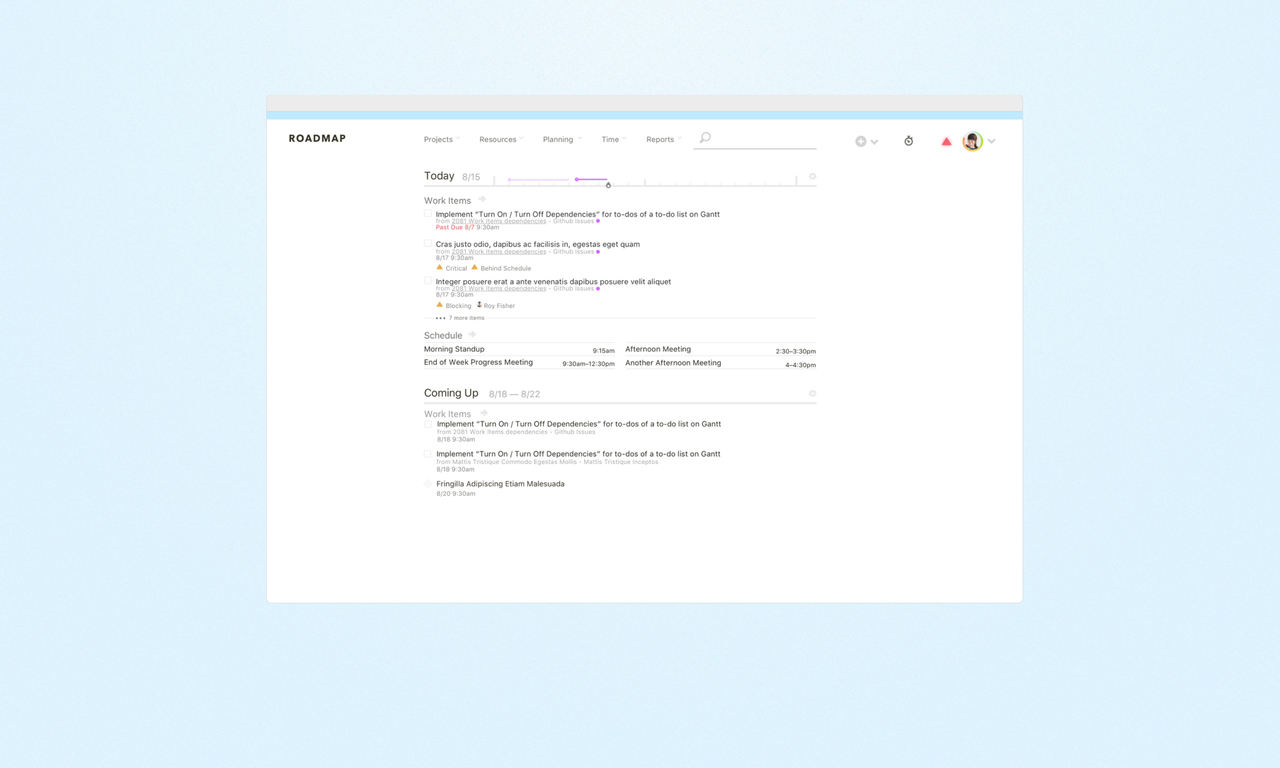 ROADMAP
Projects Resources Planning Time Reports
Today 8/15
Work Items
Implement “Turn On / Turn Off Dependencies” for to-dos of a to-do list on Gantt
from 2081 Work Items dependencies - Github Issues
Past Due 8/7 9:30am
Cras justo odio, dapibus ac facilisis in, egestas eget quam
from 2081 Work Items dependencies - Github Issues
8/17 9:30am
Critical Behind Schedule
Integer posuere erat a ante venenatis dapibus posuere velit aliquet
from 2081 Work Items dependencies - Github Issues
8/17 9:30am
Blocking Roy Fisher
••• 7 more items
Schedule
Morning Standup 9:15am Afternoon Meeting 2:30–3:30pm
End of Week Progress Meeting 9:30am–12:30pm Another Afternoon Meeting 4–4:30pm
Coming Up 8/18 — 8/22
Work Items
Implement “Turn On / Turn Off Dependencies” for to-dos of a to-do list on Gantt
from 2081 Work Items dependencies - Github Issues
8/18 9:30am
Implement “Turn On / Turn Off Dependencies” for to-dos of a to-do list on Gantt
from Mattis Tristique Commodo Egestas Mollis - Mattis Tristique Inceptos
8/18 9:30am
Fringilla Adipiscing Etiam Malesuada
8/20 9:30am